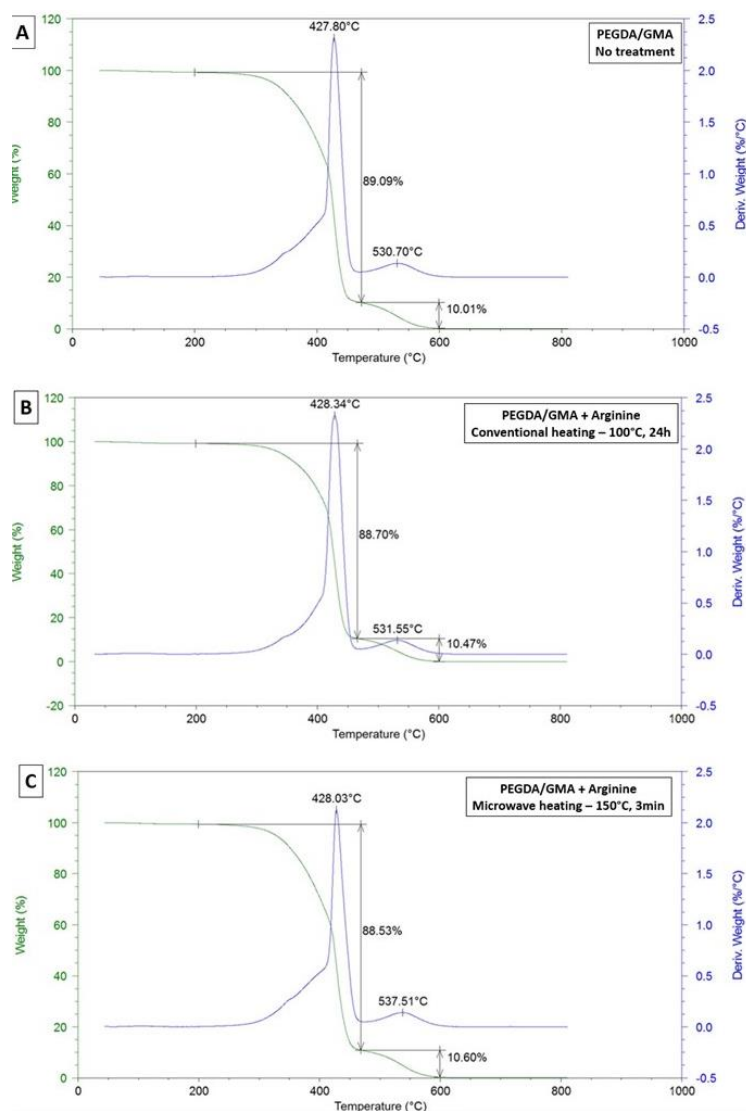 A
PEGDA/GMA
No treatment
120
100
80
60
40
20
0
Weight (%)
427.80°C
89.09%
530.70°C
10.01%
2.5
2.0
1.5
1.0
0.5
0.0
-0.5
Deriv. Weight (%/°C)
0
200
400
600
800
1000
Temperature (°C)
B
PEGDA/GMA + Arginine
Conventional heating – 100°C, 24h
120
100
80
60
40
20
0
-20
Weight (%)
428.34°C
88.70%
531.55°C
10.47%
2.5
2.0
1.5
1.0
0.5
0.0
-0.5
Deriv. Weight (%/°C)
0
200
400
600
800
1000
Temperature (°C)
C
PEGDA/GMA + Arginine
Microwave heating – 150°C, 3min
120
100
80
60
40
20
0
Weight (%)
428.03°C
88.53%
537.51°C
10.60%
2.5
2.0
1.5
1.0
0.5
0.0
-0.5
Deriv. Weight (%/°C)
0
200
400
600
800
1000
Temperature (°C)